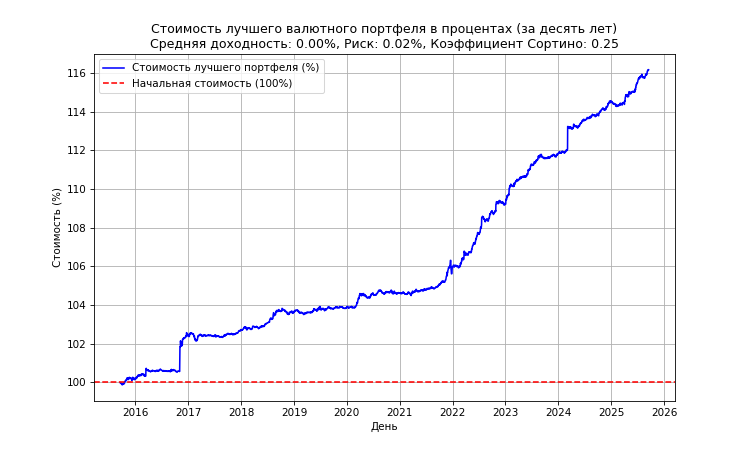 Стоимость лучшего валютного портфеля в процентах (за десять лет)
Средняя доходность: 0.00%, Риск: 0.02%, Коэффициент Сортино: 0.25
Стоимость лучшего портфеля (%)
Начальная стоимость (100%)
Стоимость (%)
116
114
112
110
108
106
104
102
100
2016 2017 2018 2019 2020 2021 2022 2023 2024 2025 2026
День